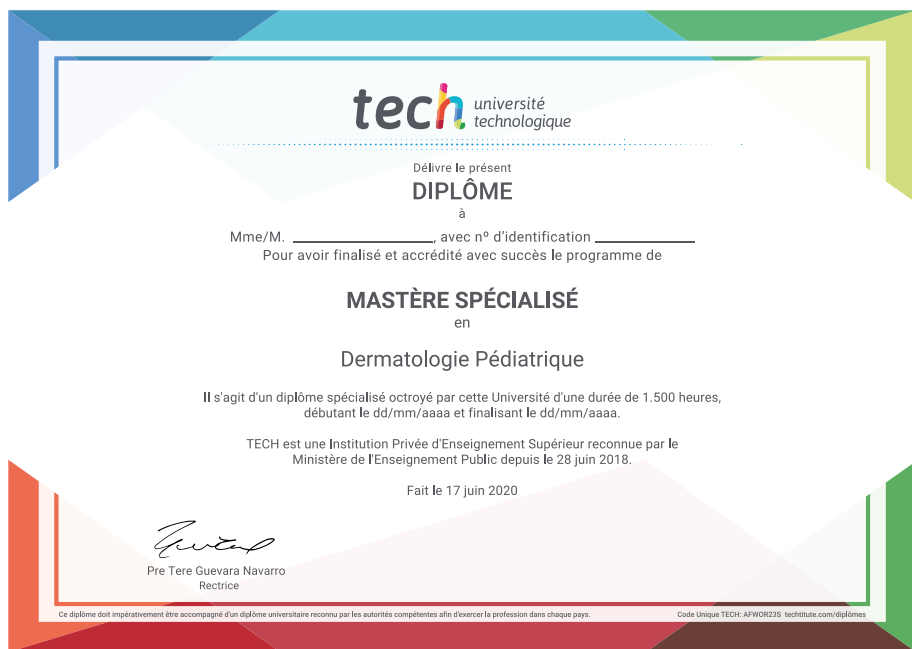 tech université
technologique
Délivre le présent
DIPLÔME
à
Mme/M. ________________, avec nº d'identification ____________
Pour avoir finalisé et accrédité avec succès le programme de
MASTÈRE SPÉCIALISÉ
en
Dermatologie Pédiatrique
Il s'agit d'un diplôme spécialisé octroyé par cette Université d'une durée de 1.500 heures,
débutant le dd/mm/aaaa et finalisant le dd/mm/aaaa.
TECH est une Institution Privée d'Enseignement Supérieur reconnue par le
Ministère de l'Enseignement Public depuis le 28 juin 2018.
Fait le 17 juin 2020
Pre Tere Guevara Navarro
Rectrice
Ce diplôme doit impérativement être accompagné d'un diplôme universitaire reconnu par les autorités compétentes afin d'exercer la profession dans chaque pays.
Code Unique TECH: AFWOR23S techtitute.com/diplômes